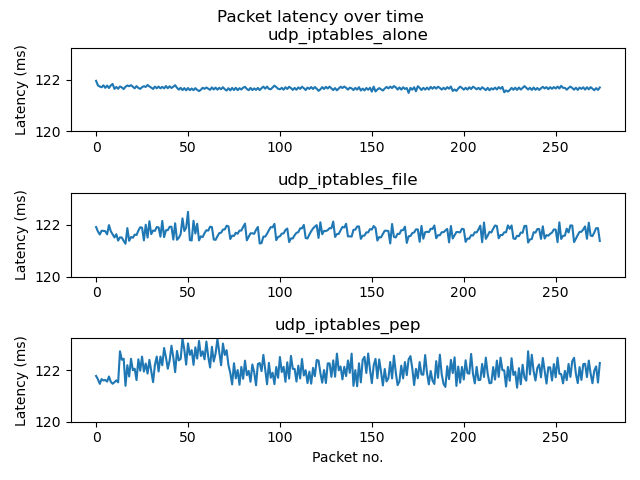 Packet latency over time
udp_iptables_alone
Latency (ms)
122
120
0 50 100 150 200 250
udp_iptables_file
Latency (ms)
122
120
0 50 100 150 200 250
udp_iptables_pep
Latency (ms)
122
120
0 50 100 150 200 250
Packet no.